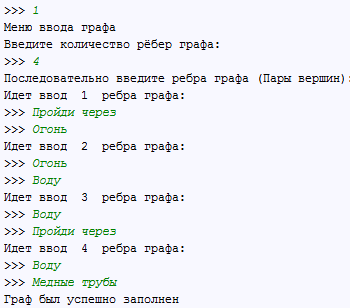 >>> 1
Меню ввода графа
Введите количество рёбер графа:
>>> 4
Последовательно введите ребра графа (Пары вершин):
Идет ввод  1  ребра графа:
>>> Пройди через
>>> Огонь
Идет ввод  2  ребра графа:
>>> Огонь
>>> Воду
Идет ввод  3  ребра графа:
>>> Воду
>>> Пройди через
Идет ввод  4  ребра графа:
>>> Воду
>>> Медные трубы
Граф был успешно заполнен